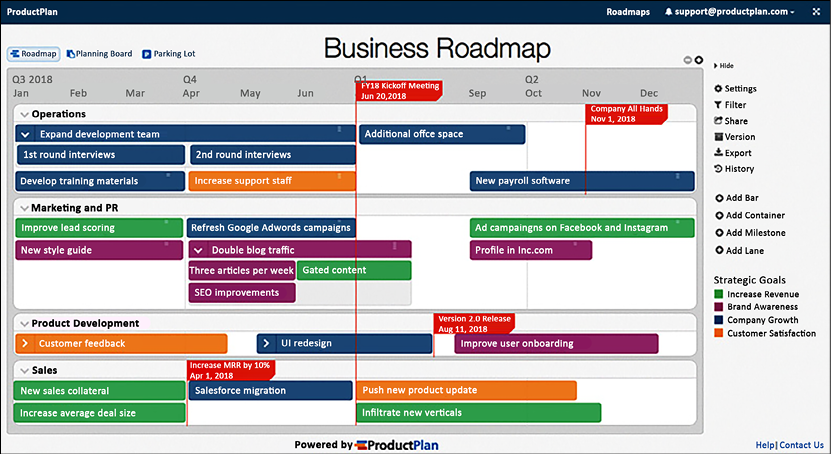 ProductPlan
Roadmaps
support@productplan.com
Roadmap
Planning Board
Parking Lot
Business Roadmap
Hide
Q3 2018 Q4 Q1 Q2
Jan Feb Mar Apr May Jun Sep Oct Nov Dec
FY18 Kickoff Meeting
Jun 20,2018
Company All Hands
Nov 1, 2018
Operations
Expand development team
Additional offce space
1st round interviews
2nd round interviews
Develop training materials
Increase support staff
New payroll software
Marketing and PR
Improve lead scoring
Refresh Google Adwords campaigns
Ad campaingns on Facebook and Instagram
New style guide
Double blog traffic
Profile in Inc.com
Three articles per week
Gated content
SEO improvements
Product Development
Version 2.0 Release
Aug 11, 2018
Customer feedback
UI redesign
Improve user onboarding
Sales
Increase MRR by 10%
Apr 1, 2018
New sales collateral
Salesforce migration
Push new product update
Increase average deal size
Infiltrate new verticals
Settings
Filter
Share
Version
Export
History
Add Bar
Add Container
Add Milestone
Add Lane
Strategic Goals
Increase Revenue
Brand Awareness
Company Growth
Customer Satisfaction
Powered by ProductPlan
Help| Contact Us